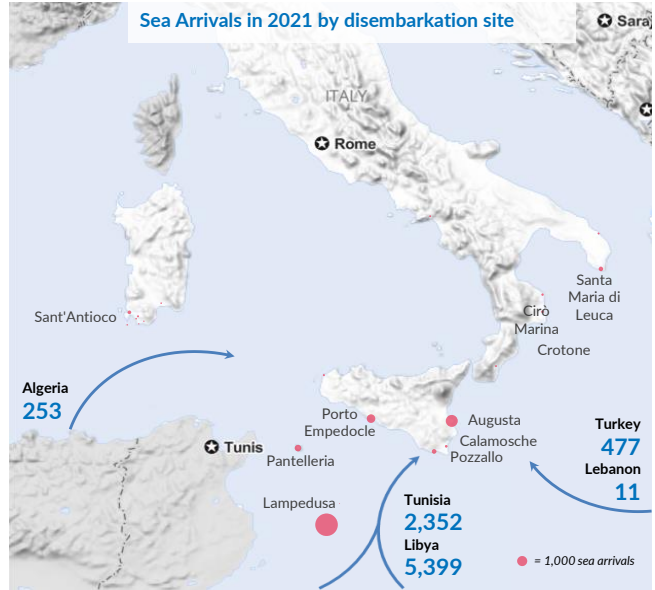 Sea Arrivals in 2021 by disembarkation site
Saraj
ITALY
Rome
Santa
Maria di
Leuca
Sant'Antioco
Cirò
Marina
Crotone
Algeria
253
Porto
Empedocle
Augusta
Calamosche
Pozzallo
Turkey
477
Lebanon
11
Tunis
Pantelleria
Lampedusa
Tunisia
2,352
Libya
5,399
= 1,000 sea arrivals